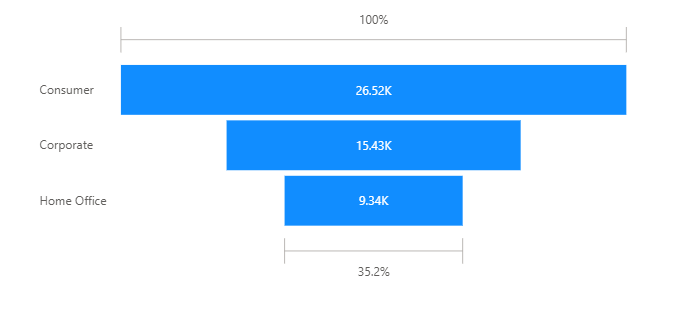 100%
Consumer 26.52K
Corporate 15.43K
Home Office 9.34K
35.2%